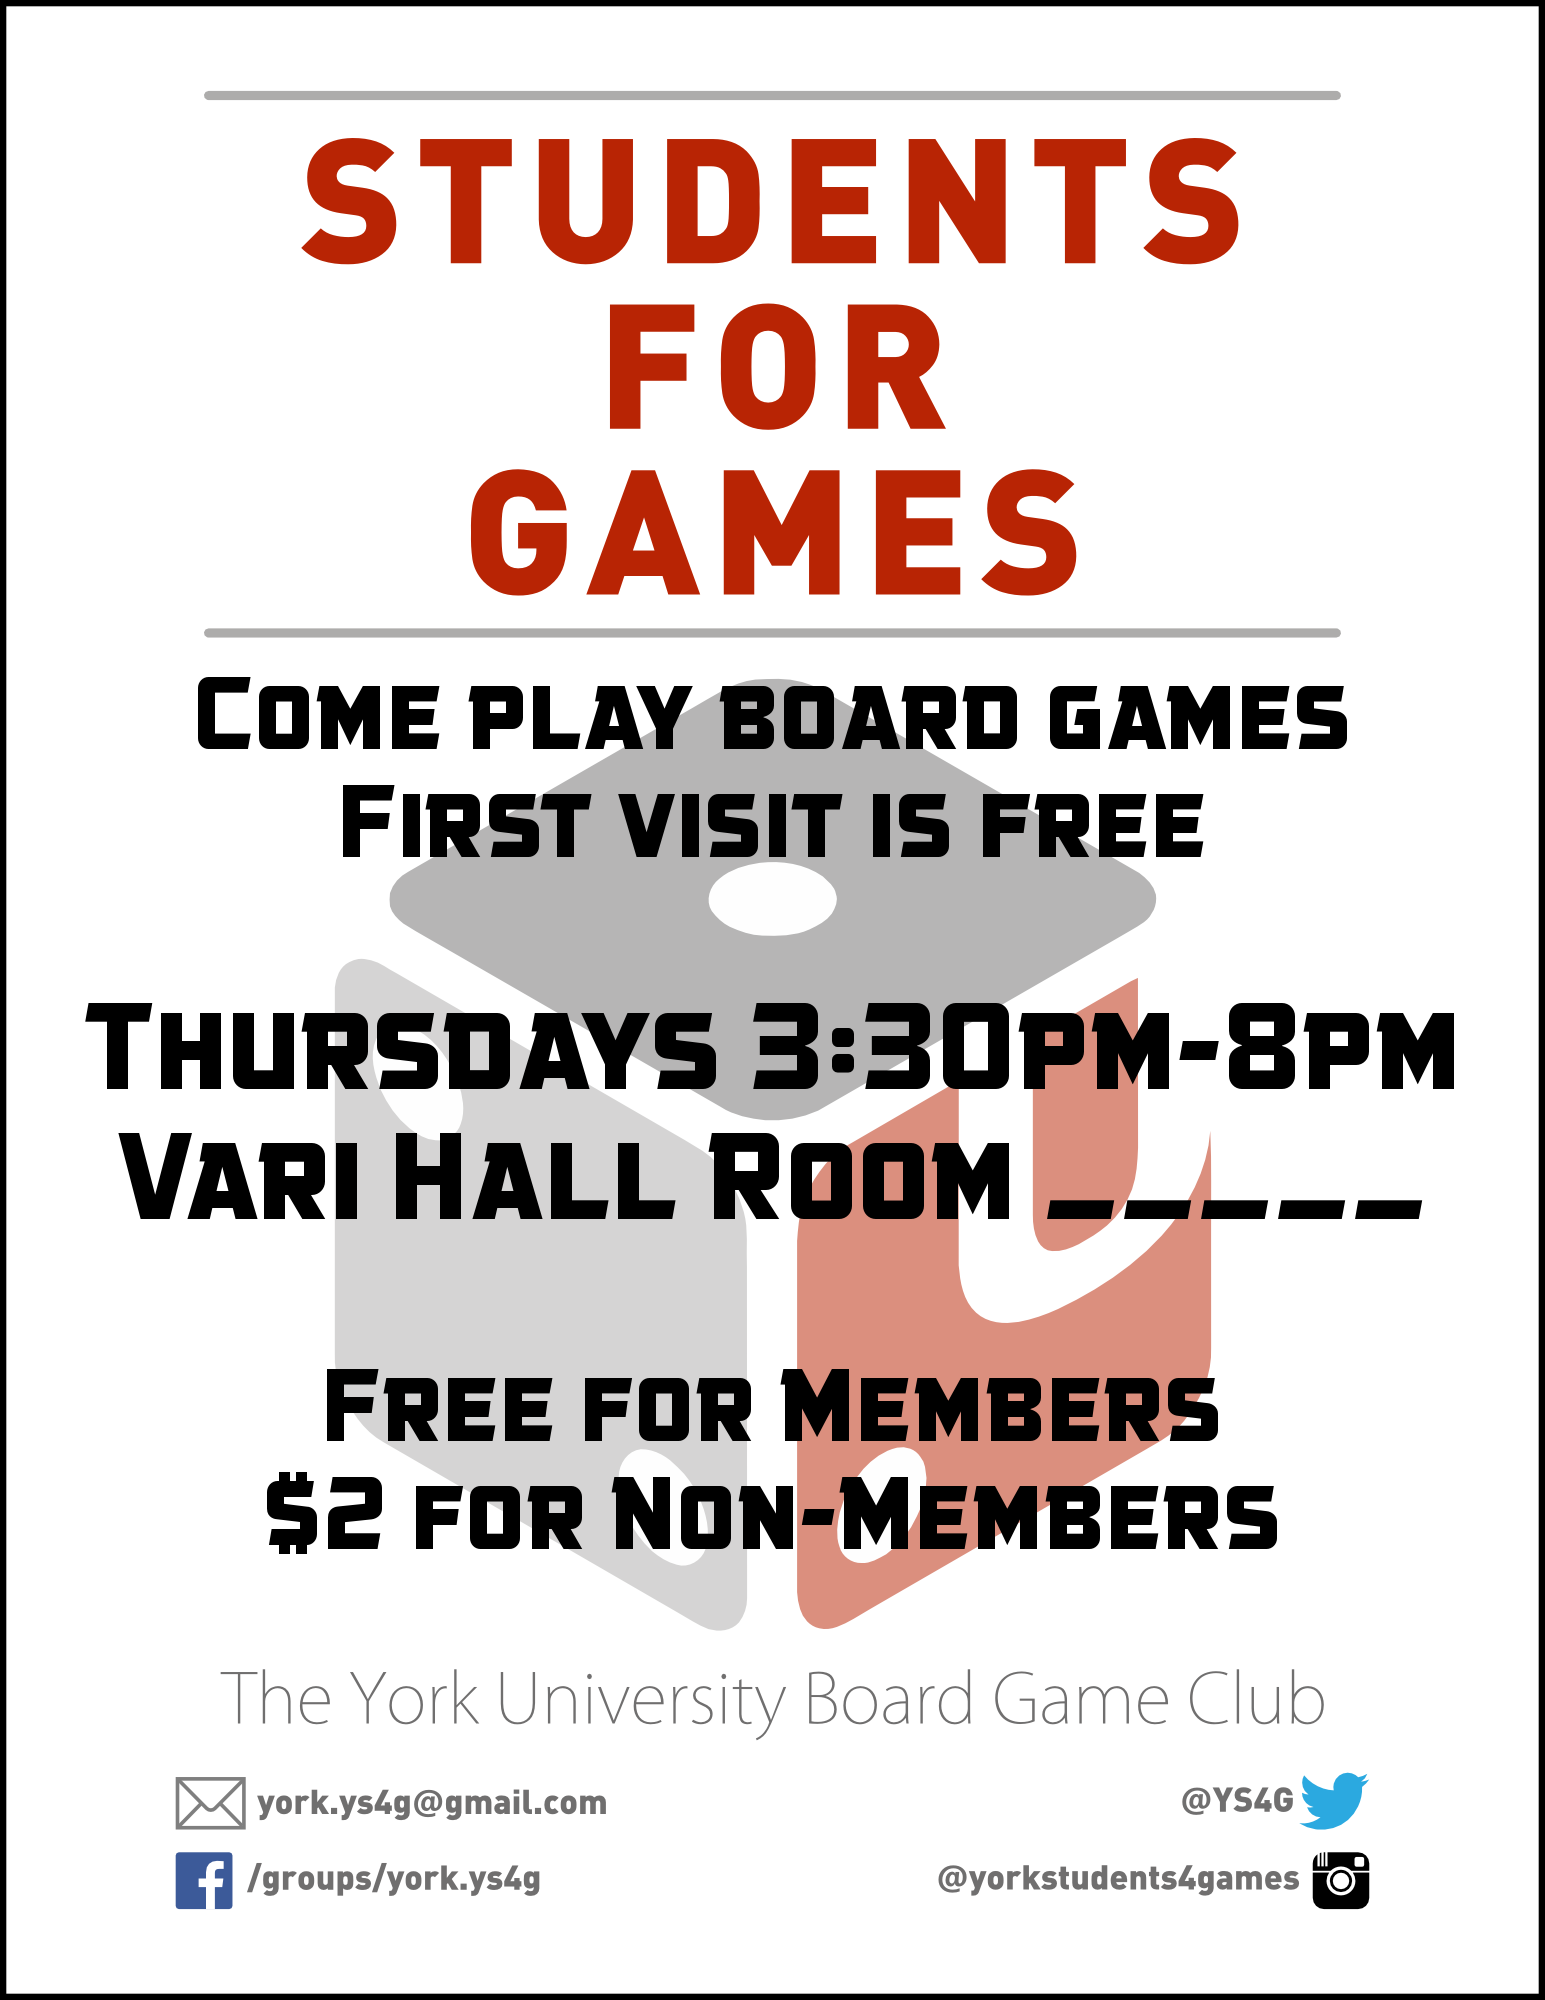 STUDENTS
FOR
GAMES
Come play board games
First visit is free
Thursdays 3:30pm-8pm
Vari Hall Room _____
Free for Members
$2 for Non-Members
The York University Board Game Club
york.ys4g@gmail.com
@YS4G
/groups/york.ys4g
@yorkstudents4games